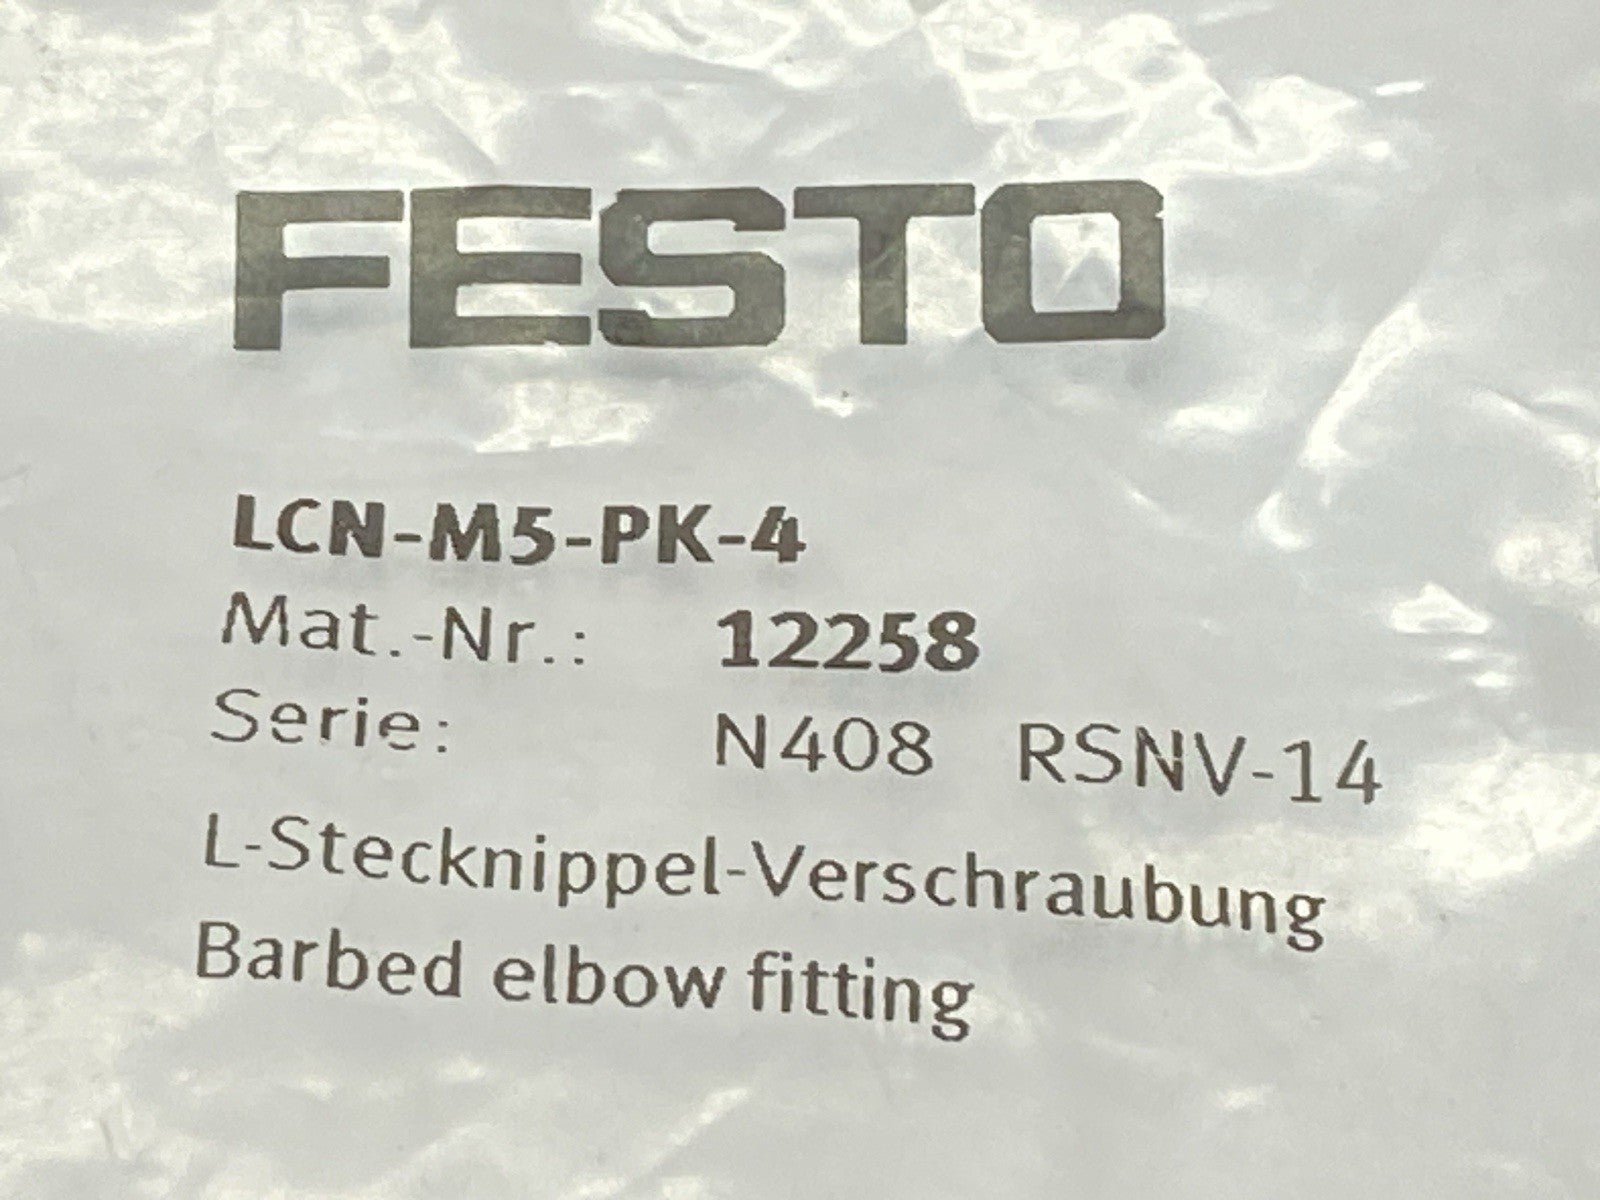 FESTO
LCN-M5-PK-4
Mat.-Nr.: 12258
Serie: N408 RSNV-14
L-Stecknippel-Verschraubung
Barbed elbow fitting